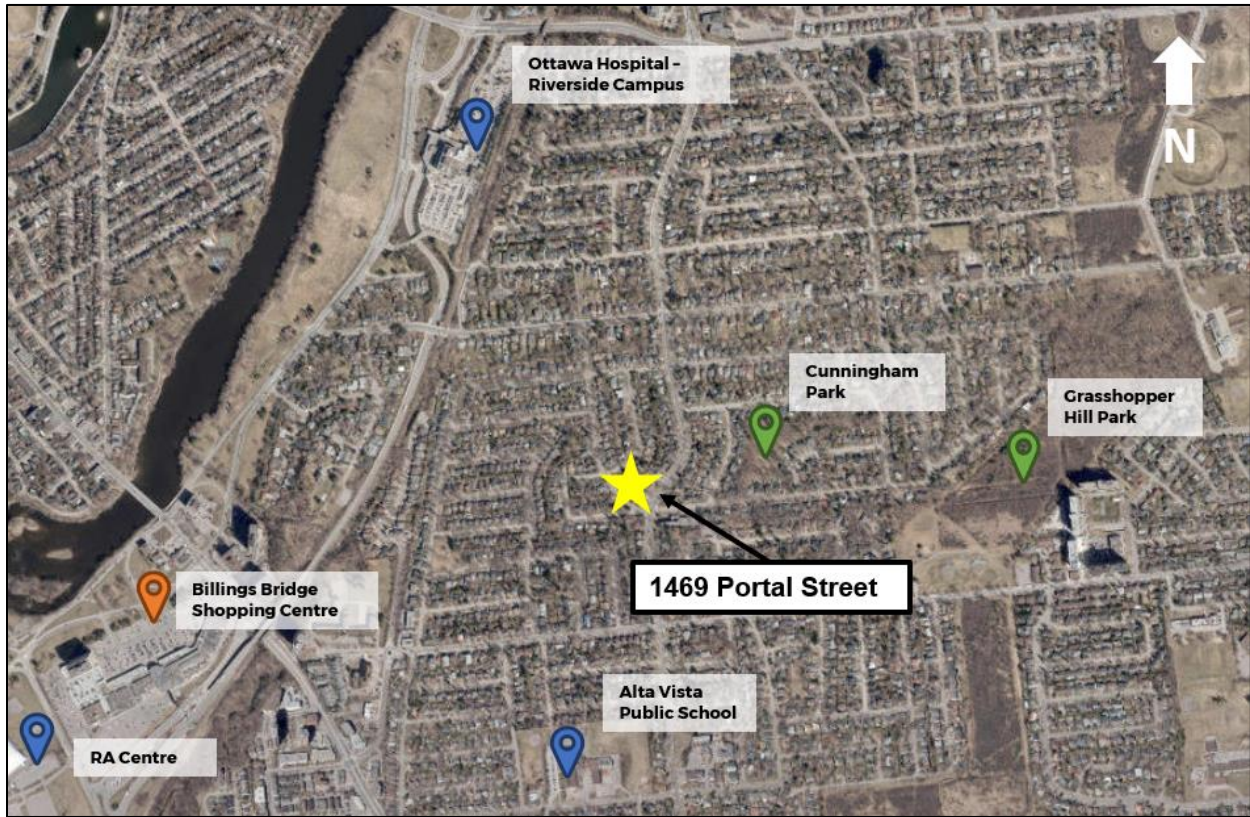 Ottawa Hospital –
Riverside Campus
N
Cunningham
Park
Grasshopper
Hill Park
1469 Portal Street
Billings Bridge
Shopping Centre
Alta Vista
Public School
RA Centre